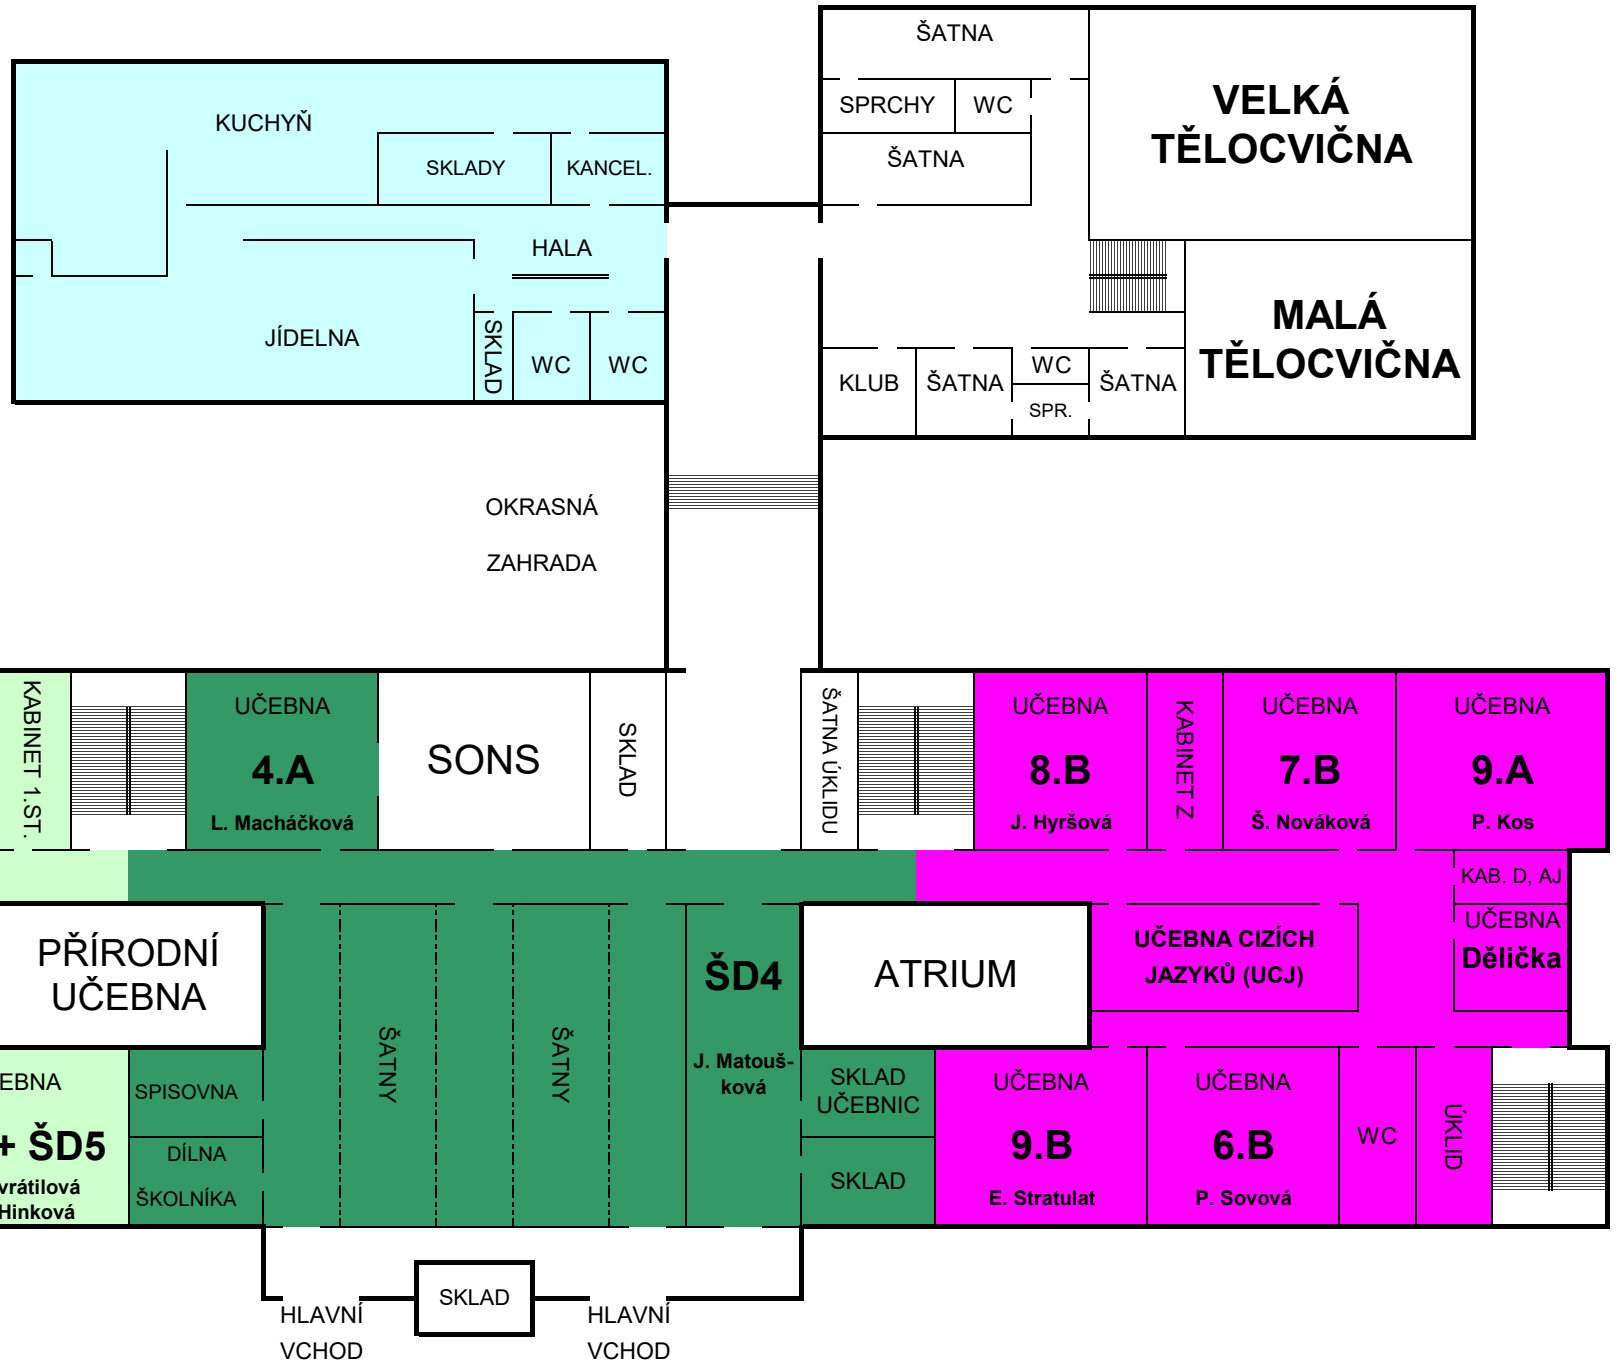 ŠATNA
KUCHYŇ
SPRCHY
WC
VELKÁ
TĚLOCVIČNA
SKLADY
KANCEL.
ŠATNA
HALA
JÍDELNA
SKLAD
WC
WC
MALÁ
TĚLOCVIČNA
KLUB
ŠATNA
WC
SPR.
ŠATNA
OKRASNÁ
ZAHRADA
KABINET 1.ST.
UČEBNA
4.A
L. Macháčková
SONS
SKLAD
ŠATNA ÚKLIDU
UČEBNA
8.B
J. Hyršová
KABINET Z
UČEBNA
7.B
Š. Nováková
UČEBNA
9.A
P. Kos
KAB. D, AJ
PŘÍRODNÍ
UČEBNA
ŠATNY
ŠATNY
ŠD4
J. Matouš-
ková
ATRIUM
UČEBNA CIZÍCH
JAZYKŮ (UCJ)
UČEBNA
Dělička
EBNA
+ ŠD5
vrátilová
Hinková
SPISOVNA
DÍLNA
ŠKOLNÍKA
SKLAD
UČEBNIC
SKLAD
UČEBNA
9.B
E. Stratulat
UČEBNA
6.B
P. Sovová
WC
ÚKLID
SKLAD
HLAVNÍ
VCHOD
HLAVNÍ
VCHOD